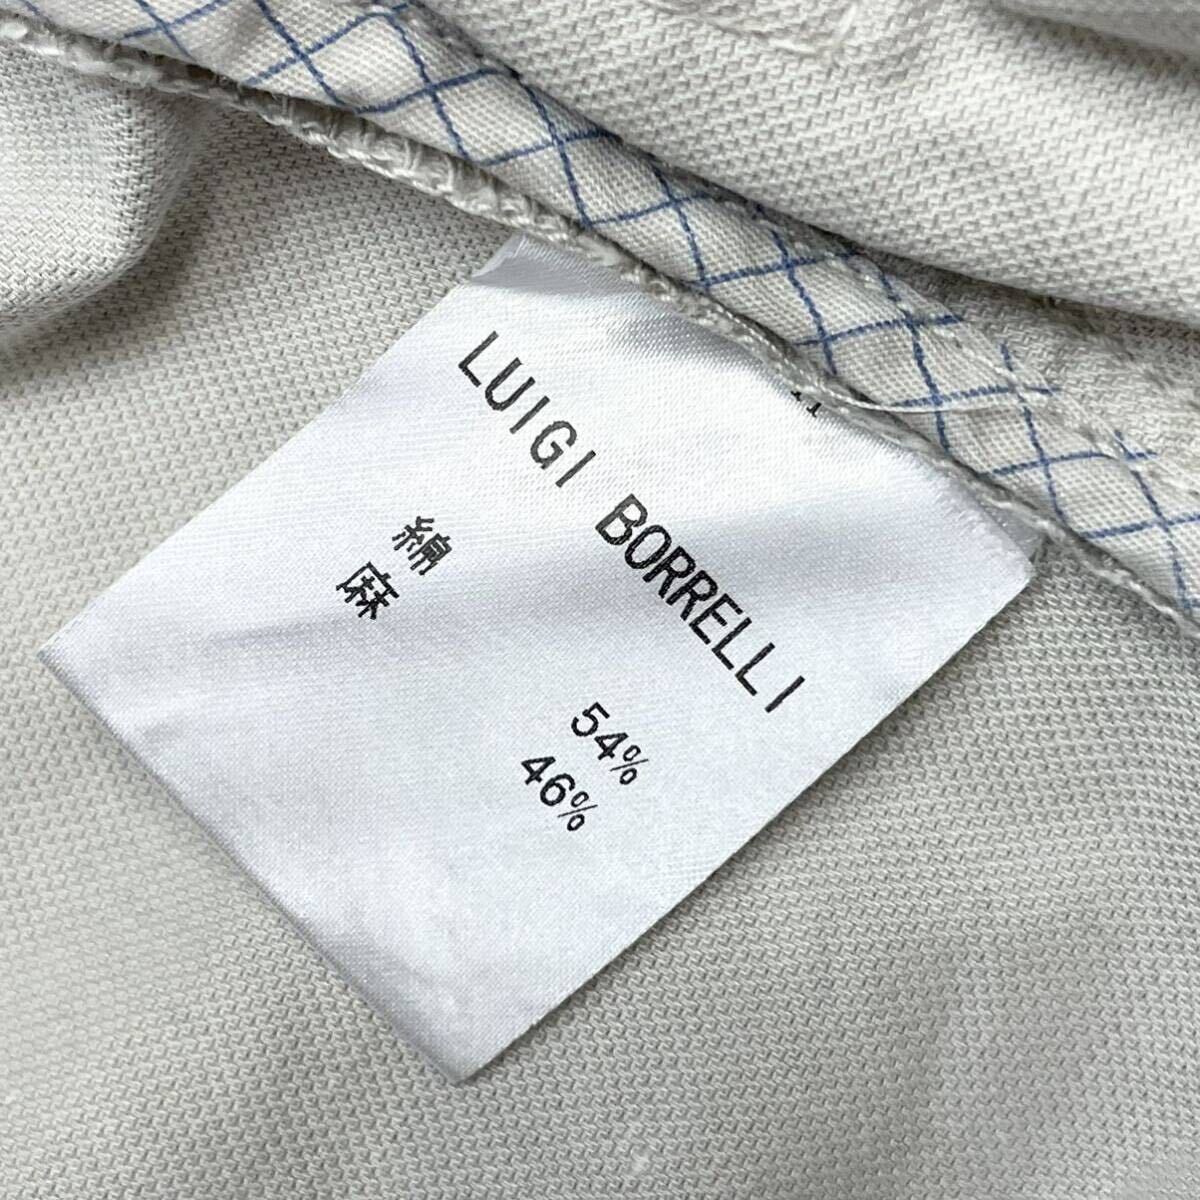 LUIGI BORRELLI
綿 54%
麻 46%